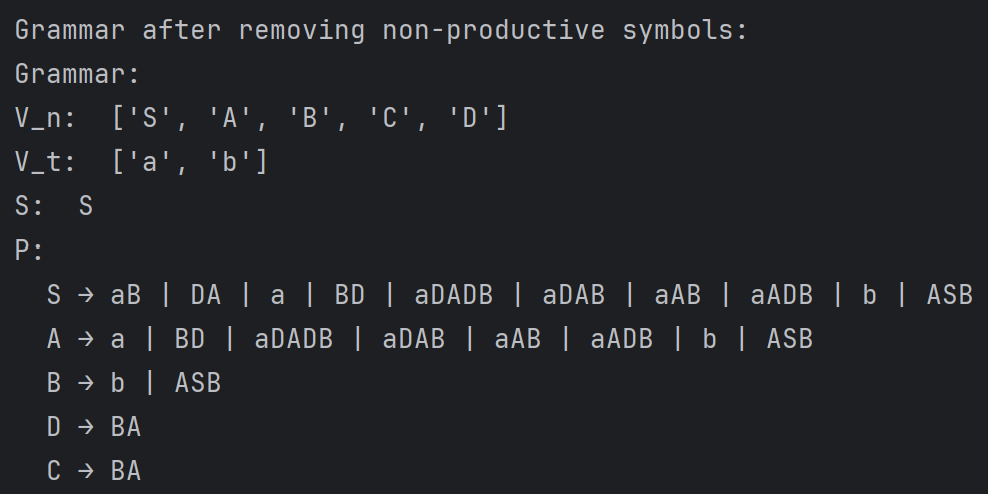 Grammar after removing non-productive symbols:
Grammar:
V_n:  ['S', 'A', 'B', 'C', 'D']
V_t:  ['a', 'b']
S:  S
P:
  S → aB | DA | a | BD | aDADB | aDAB | aAB | aADB | b | ASB
  A → a | BD | aDADB | aDAB | aAB | aADB | b | ASB
  B → b | ASB
  D → BA
  C → BA